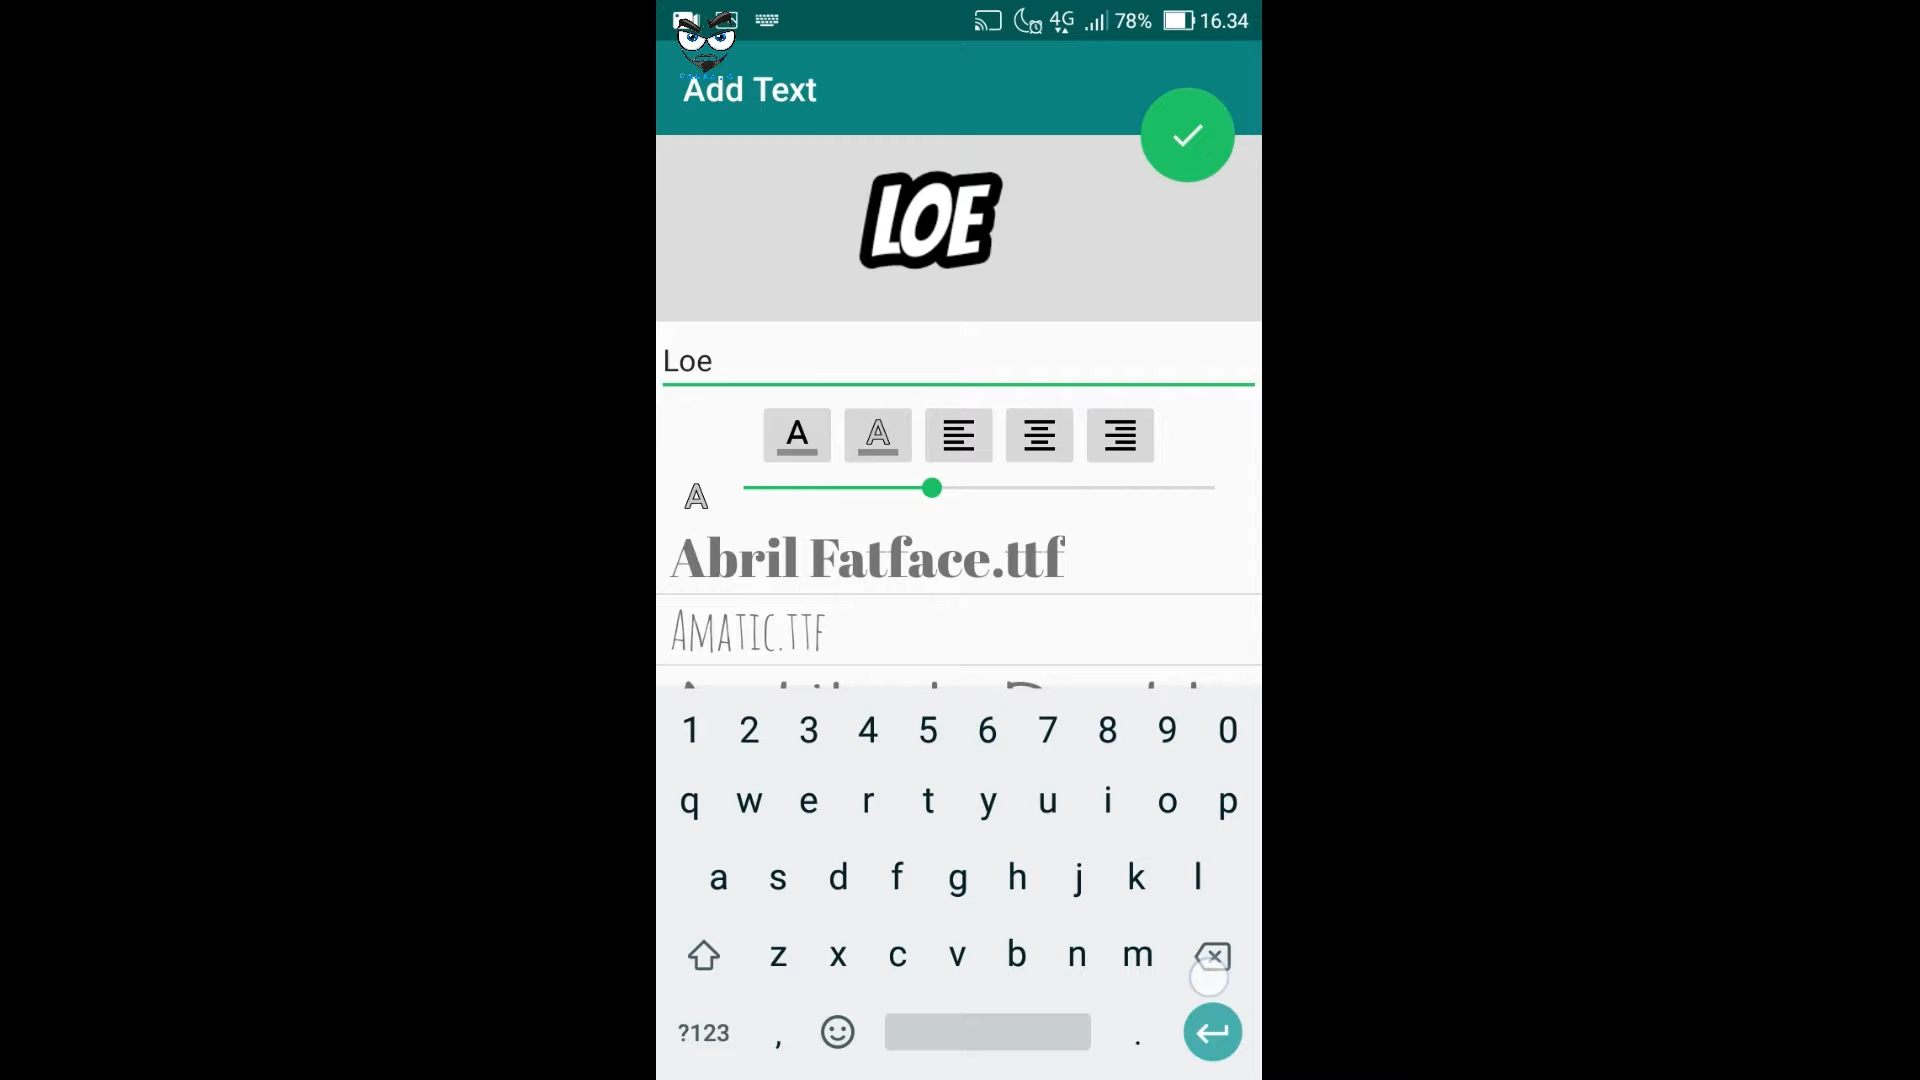 4G 78% 16.34
Add Text
LOE
Loe
A A
A
Abril Fatface.ttf
AMATIC.TTF
1 2 3 4 5 6 7 8 9 0
q w e r t y u i o p
a s d f g h j k l
z x c v b n m
?123 , .